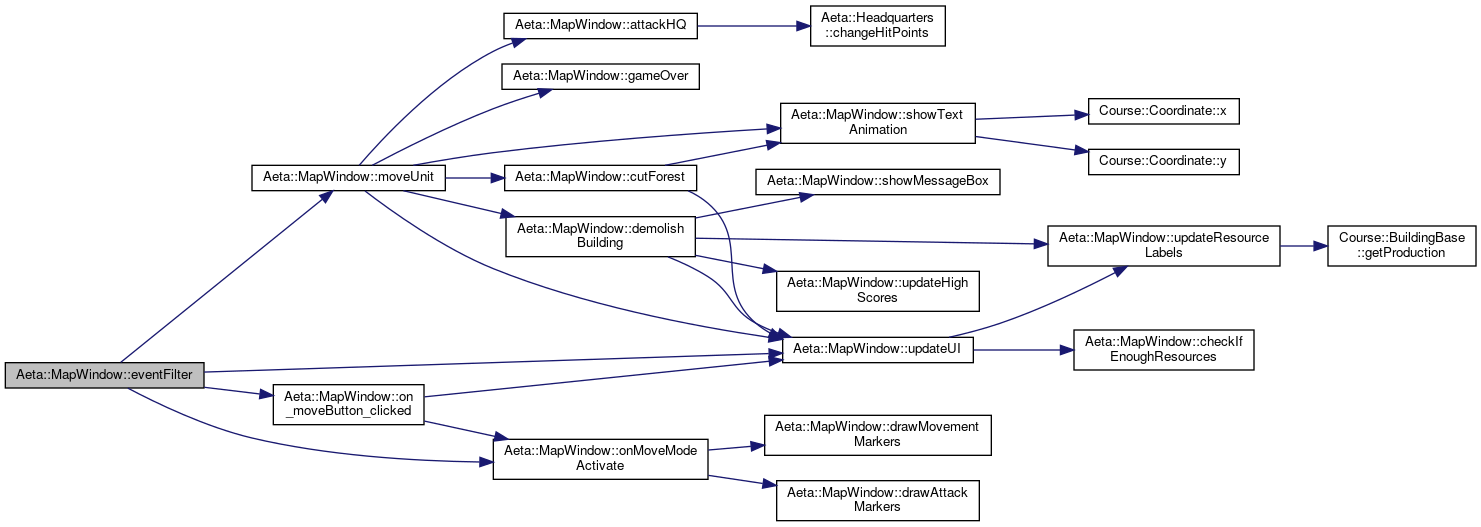 Aeta::MapWindow::eventFilter
Aeta::MapWindow::moveUnit
Aeta::MapWindow::on
_moveButton_clicked
Aeta::MapWindow::attackHQ
Aeta::MapWindow::gameOver
Aeta::MapWindow::cutForest
Aeta::MapWindow::demolish
Building
Aeta::MapWindow::onMoveMode
Activate
Aeta::Headquarters
::changeHitPoints
Aeta::MapWindow::showText
Animation
Aeta::MapWindow::showMessageBox
Aeta::MapWindow::updateHigh
Scores
Aeta::MapWindow::updateUI
Aeta::MapWindow::drawMovement
Markers
Aeta::MapWindow::drawAttack
Markers
Course::Coordinate::x
Course::Coordinate::y
Aeta::MapWindow::updateResource
Labels
Aeta::MapWindow::checkIf
EnoughResources
Course::BuildingBase
::getProduction